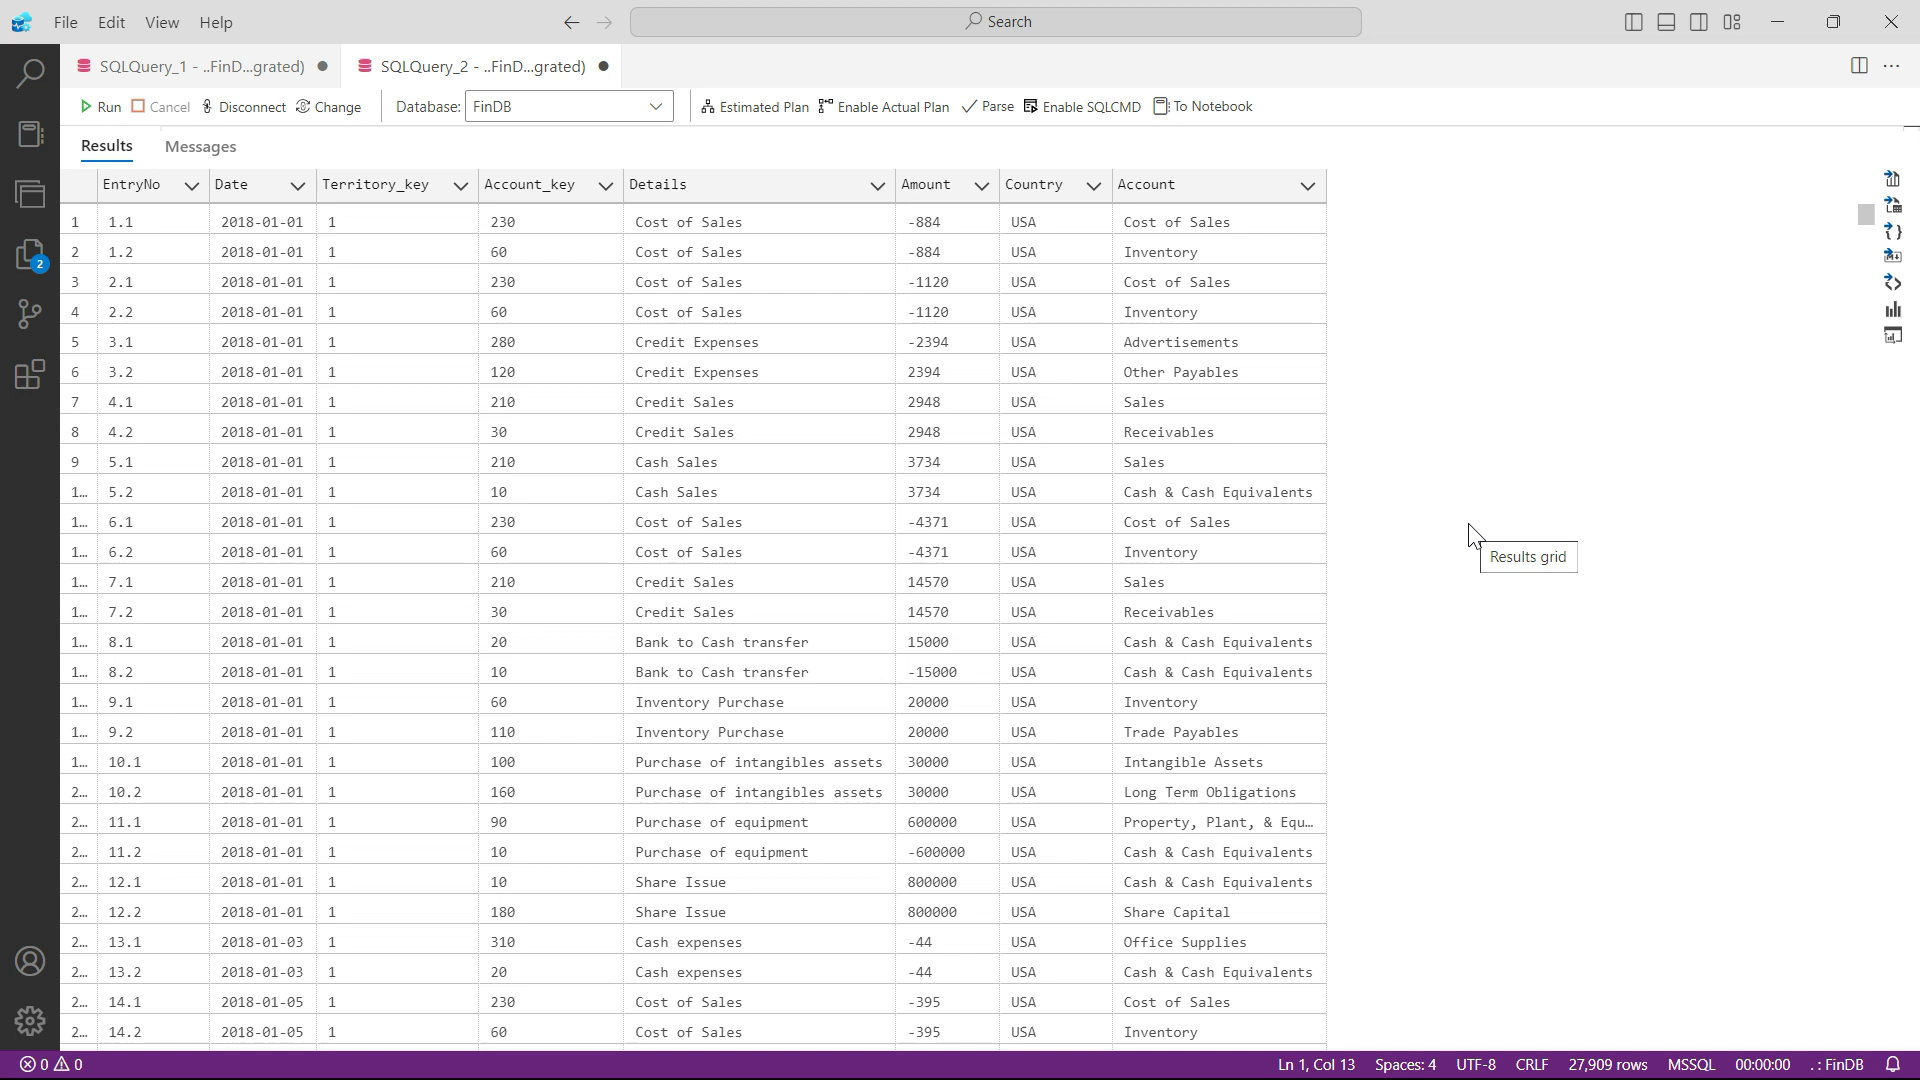 File Edit View Help Search
SQLQuery_1 - ..FinD...grated) SQLQuery_2 - ..FinD...grated)
Run Cancel Disconnect Change Database: FinDB Estimated Plan Enable Actual Plan Parse Enable SQLCMD To Notebook
Results Messages
EntryNo Date Territory_key Account_key Details Amount Country Account
1 1.1 2018-01-01 1 230 Cost of Sales -884 USA Cost of Sales
2 1.2 2018-01-01 1 60 Cost of Sales -884 USA Inventory
3 2.1 2018-01-01 1 230 Cost of Sales -1120 USA Cost of Sales
4 2.2 2018-01-01 1 60 Cost of Sales -1120 USA Inventory
5 3.1 2018-01-01 1 280 Credit Expenses -2394 USA Advertisements
6 3.2 2018-01-01 1 120 Credit Expenses 2394 USA Other Payables
7 4.1 2018-01-01 1 210 Credit Sales 2948 USA Sales
8 4.2 2018-01-01 1 30 Credit Sales 2948 USA Receivables
9 5.1 2018-01-01 1 210 Cash Sales 3734 USA Sales
1… 5.2 2018-01-01 1 10 Cash Sales 3734 USA Cash & Cash Equivalents
1… 6.1 2018-01-01 1 230 Cost of Sales -4371 USA Cost of Sales
1… 6.2 2018-01-01 1 60 Cost of Sales -4371 USA Inventory
Results grid
1… 7.1 2018-01-01 1 210 Credit Sales 14570 USA Sales
1… 7.2 2018-01-01 1 30 Credit Sales 14570 USA Receivables
1… 8.1 2018-01-01 1 20 Bank to Cash transfer 15000 USA Cash & Cash Equivalents
1… 8.2 2018-01-01 1 10 Bank to Cash transfer -15000 USA Cash & Cash Equivalents
1… 9.1 2018-01-01 1 60 Inventory Purchase 20000 USA Inventory
1… 9.2 2018-01-01 1 110 Inventory Purchase 20000 USA Trade Payables
1… 10.1 2018-01-01 1 100 Purchase of intangibles assets 30000 USA Intangible Assets
2… 10.2 2018-01-01 1 160 Purchase of intangibles assets 30000 USA Long Term Obligations
2… 11.1 2018-01-01 1 90 Purchase of equipment 600000 USA Property, Plant, & Equ…
2… 11.2 2018-01-01 1 10 Purchase of equipment -600000 USA Cash & Cash Equivalents
2… 12.1 2018-01-01 1 10 Share Issue 800000 USA Cash & Cash Equivalents
2… 12.2 2018-01-01 1 180 Share Issue 800000 USA Share Capital
2… 13.1 2018-01-03 1 310 Cash expenses -44 USA Office Supplies
2… 13.2 2018-01-03 1 20 Cash expenses -44 USA Cash & Cash Equivalents
2… 14.1 2018-01-05 1 230 Cost of Sales -395 USA Cost of Sales
2… 14.2 2018-01-05 1 60 Cost of Sales -395 USA Inventory
2
0 0 Ln 1, Col 13 Spaces: 4 UTF-8 CRLF 27,909 rows MSSQL 00:00:00 . : FinDB